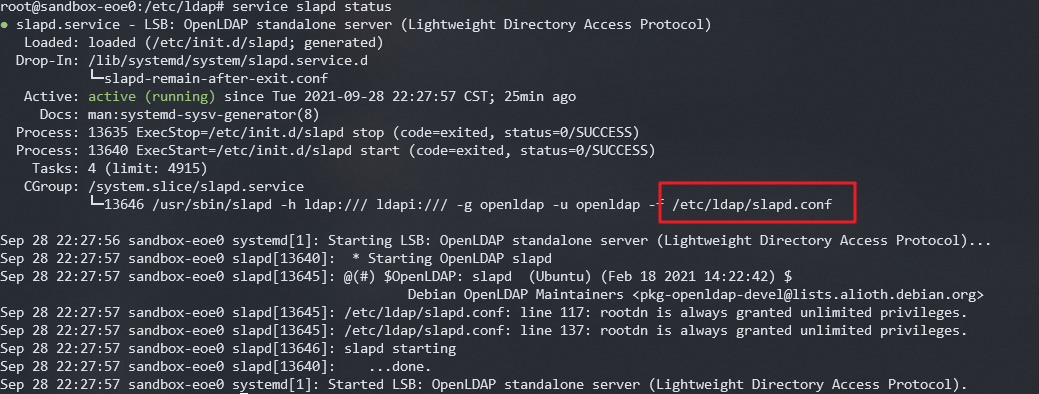 root@sandbox-eoe0:/etc/ldap# service slapd status
● slapd.service - LSB: OpenLDAP standalone server (Lightweight Directory Access Protocol)
   Loaded: loaded (/etc/init.d/slapd; generated)
  Drop-In: /lib/systemd/system/slapd.service.d
           └─slapd-remain-after-exit.conf
   Active: active (running) since Tue 2021-09-28 22:27:57 CST; 25min ago
     Docs: man:systemd-sysv-generator(8)
  Process: 13635 ExecStop=/etc/init.d/slapd stop (code=exited, status=0/SUCCESS)
  Process: 13640 ExecStart=/etc/init.d/slapd start (code=exited, status=0/SUCCESS)
    Tasks: 4 (limit: 4915)
   CGroup: /system.slice/slapd.service
           └─13646 /usr/sbin/slapd -h ldap:/// ldapi:/// -g openldap -u openldap -f /etc/ldap/slapd.conf
Sep 28 22:27:56 sandbox-eoe0 systemd[1]: Starting LSB: OpenLDAP standalone server (Lightweight Directory Access Protocol)...
Sep 28 22:27:57 sandbox-eoe0 slapd[13640]:  * Starting OpenLDAP slapd
Sep 28 22:27:57 sandbox-eoe0 slapd[13645]: @(#) $OpenLDAP: slapd  (Ubuntu) (Feb 18 2021 14:22:42) $
                                                   Debian OpenLDAP Maintainers <pkg-openldap-devel@lists.alioth.debian.org>
Sep 28 22:27:57 sandbox-eoe0 slapd[13645]: /etc/ldap/slapd.conf: line 117: rootdn is always granted unlimited privileges.
Sep 28 22:27:57 sandbox-eoe0 slapd[13645]: /etc/ldap/slapd.conf: line 137: rootdn is always granted unlimited privileges.
Sep 28 22:27:57 sandbox-eoe0 slapd[13646]: slapd starting
Sep 28 22:27:57 sandbox-eoe0 slapd[13640]:    ...done.
Sep 28 22:27:57 sandbox-eoe0 systemd[1]: Started LSB: OpenLDAP standalone server (Lightweight Directory Access Protocol).